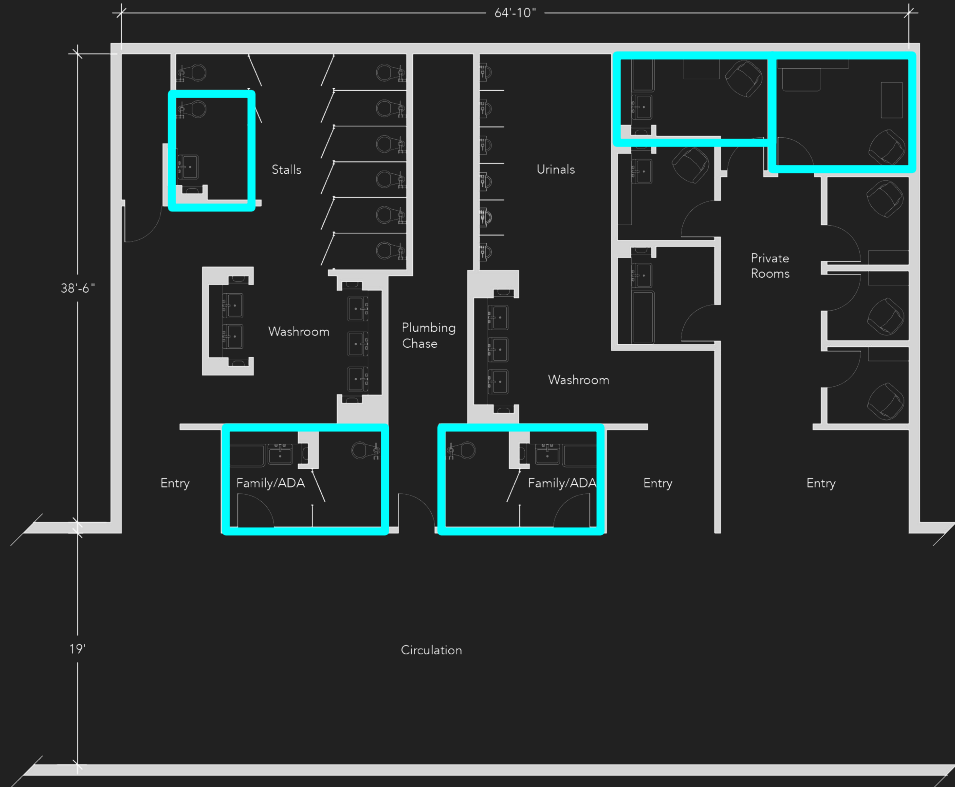 64'-10"
Stalls
Urinals
Private
Rooms
38'-6"
Washroom
Plumbing
Chase
Washroom
Entry
Family/ADA
Family/ADA
Entry
Entry
19'
Circulation